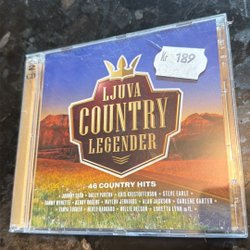 Kr 189
LJUVA
COUNTRY
LEGENDER
46 COUNTRY HITS
JOHNNY CASH • DOLLY PARTON • KRIS KRISTOFFERSON • STEVE EARLE
TAMMY WYNETTE • KENNY ROGERS • WAYLON JENNINGS • ALAN JACKSON • CARLENE CARTER
TANYA TUCKER • MERLE HAGGARD • WILLIE NELSON • LORETTA LYNN